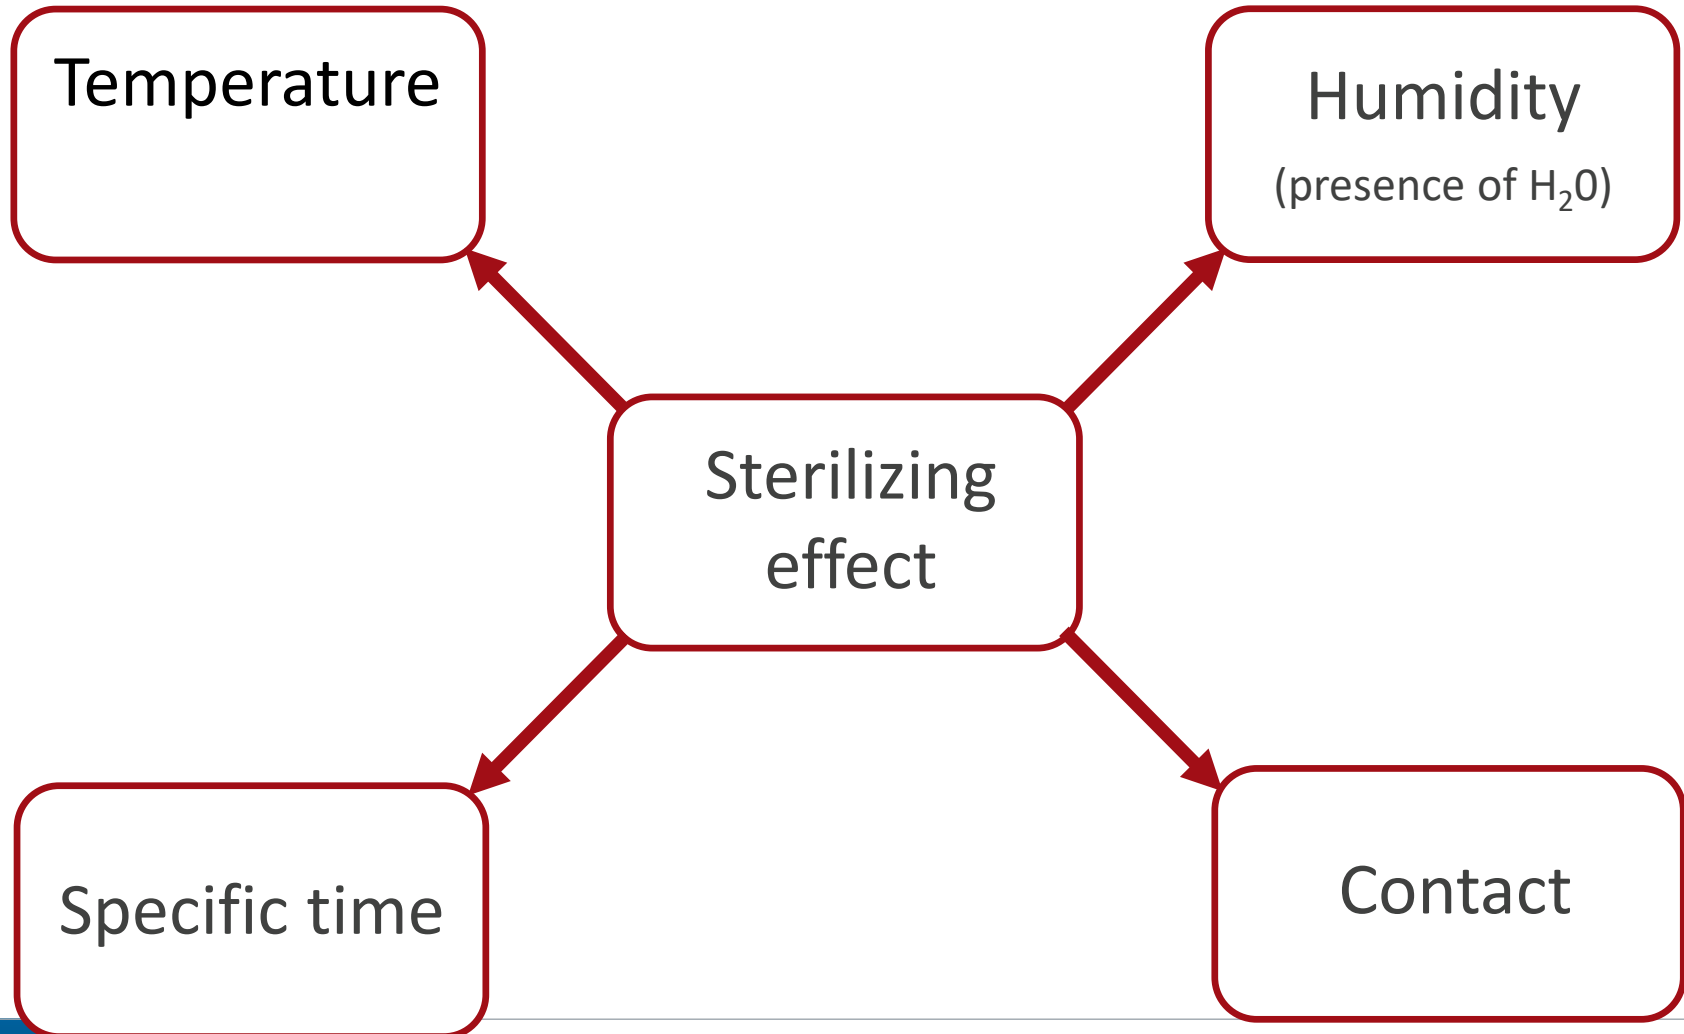 Temperature
Humidity
(presence of H₂0)
Sterilizing
effect
Specific time
Contact